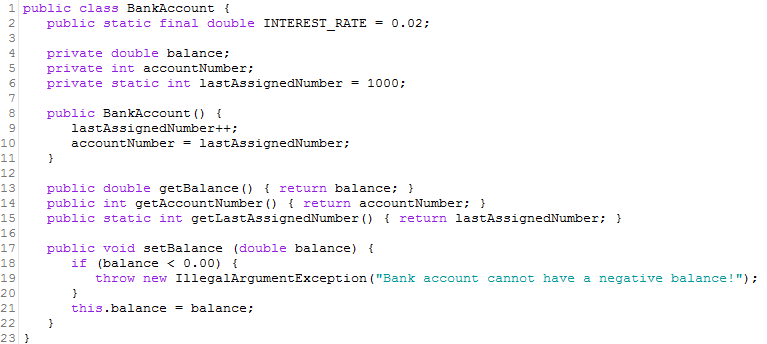 1 public class BankAccount {
2    public static final double INTEREST_RATE = 0.02;
3
4    private double balance;
5    private int accountNumber;
6    private static int lastAssignedNumber = 1000;
7
8    public BankAccount() {
9       lastAssignedNumber++;
10       accountNumber = lastAssignedNumber;
11    }
12
13    public double getBalance() { return balance; }
14    public int getAccountNumber() { return accountNumber; }
15    public static int getLastAssignedNumber() { return lastAssignedNumber; }
16
17    public void setBalance (double balance) {
18       if (balance < 0.00) {
19          throw new IllegalArgumentException("Bank account cannot have a negative balance!");
20       }
21       this.balance = balance;
22    }
23 }